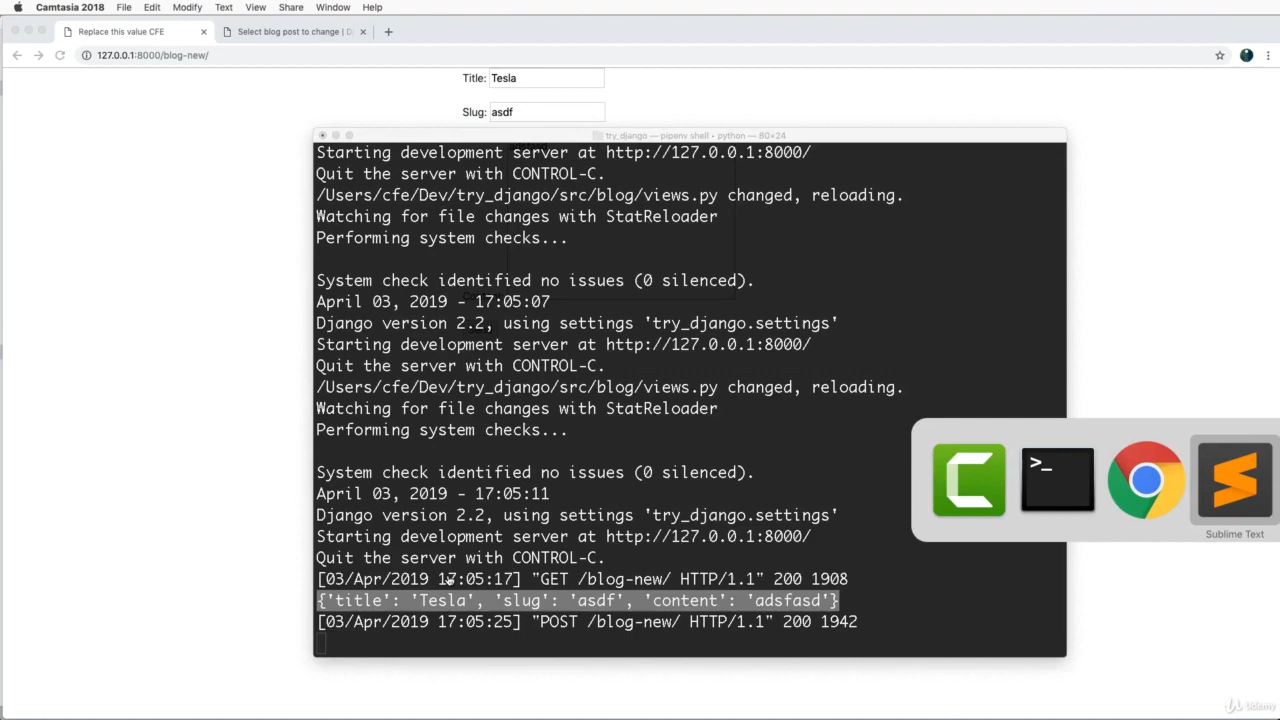 Camtasia 2018 File Edit Modify Text View Share Window Help
Replace this value CFE
Select blog post to change | D
127.0.0.1:8000/blog-new/
Title: Tesla
Slug: asdf
try_django — pipenv shell • python — 80×24
Starting development server at http://127.0.0.1:8000/
Quit the server with CONTROL-C.
/Users/cfe/Dev/try_django/src/blog/views.py changed, reloading.
Watching for file changes with StatReloader
Performing system checks...
System check identified no issues (0 silenced).
April 03, 2019 - 17:05:07
Django version 2.2, using settings 'try_django.settings'
Starting development server at http://127.0.0.1:8000/
Quit the server with CONTROL-C.
/Users/cfe/Dev/try_django/src/blog/views.py changed, reloading.
Watching for file changes with StatReloader
Performing system checks...
System check identified no issues (0 silenced).
April 03, 2019 - 17:05:11
Django version 2.2, using settings 'try_django.settings'
Starting development server at http://127.0.0.1:8000/
Quit the server with CONTROL-C.
[03/Apr/2019 17:05:17] "GET /blog-new/ HTTP/1.1" 200 1908
{'title': 'Tesla', 'slug': 'asdf', 'content': 'adsfasd'}
[03/Apr/2019 17:05:25] "POST /blog-new/ HTTP/1.1" 200 1942
>_
Sublime Text
Udemy